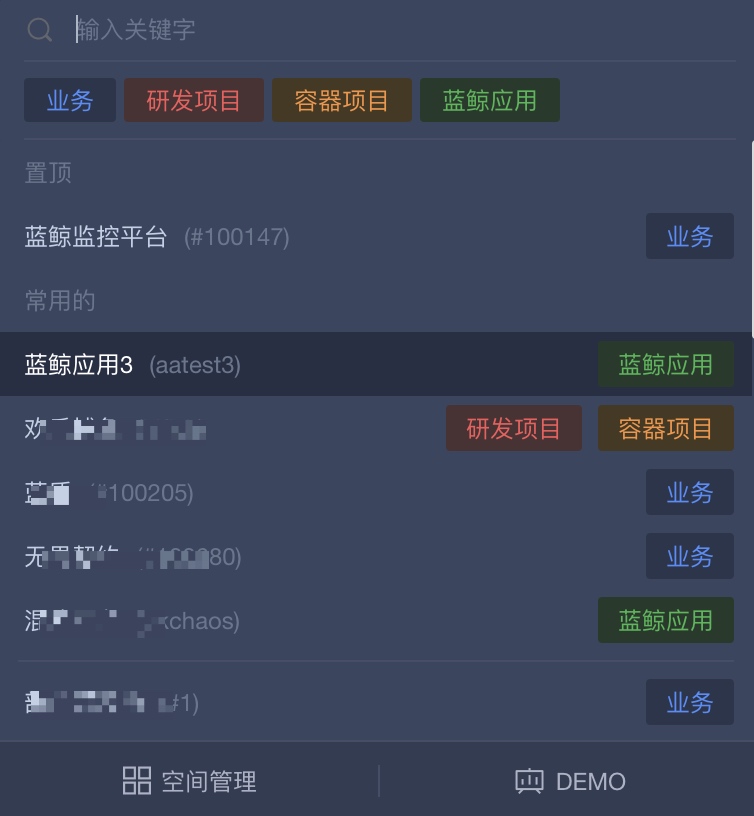 输入关键字
业务 研发项目 容器项目 蓝鲸应用
置顶
蓝鲸监控平台 (#100147) 业务
常用的
蓝鲸应用3 (aatest3) 蓝鲸应用
研发项目 容器项目
100205) 业务
80) 业务
chaos) 蓝鲸应用
#1) 业务
空间管理 DEMO